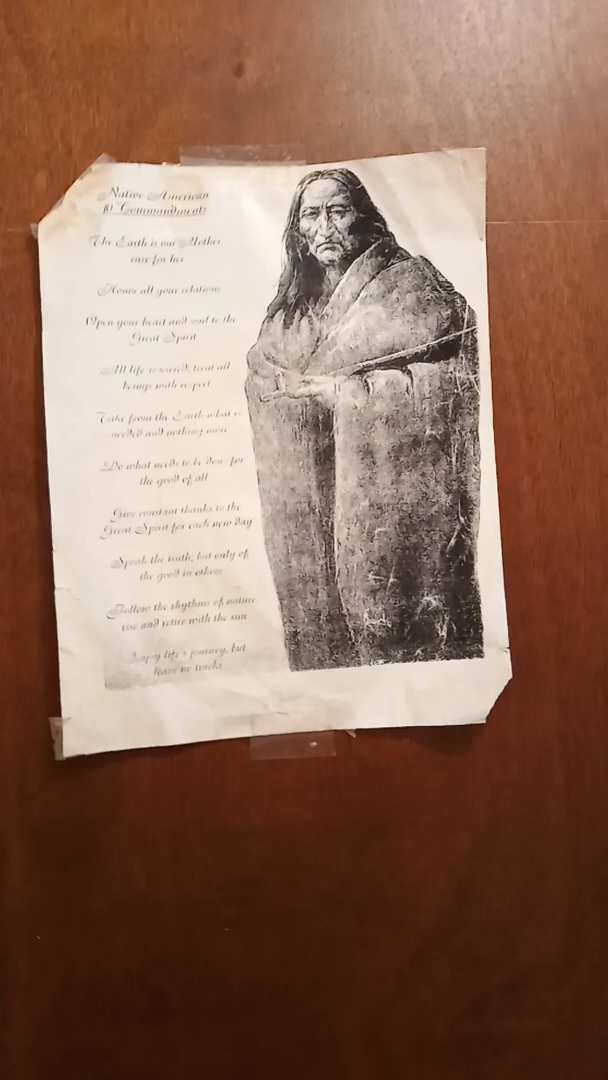 Native American
10 Commandments
The Earth is our Mother,
care for her
Honor all your relations
Open your heart and soul to the
Great Spirit
All life is sacred; treat all
beings with respect
Take from the Earth what is
needed and nothing more
Do what needs to be done for
the good of all
Give constant thanks to the
Great Spirit for each new day
Speak the truth; but only of
the good in others
Follow the rhythms of nature,
rise and retire with the sun
Enjoy life's journey, but
leave no tracks